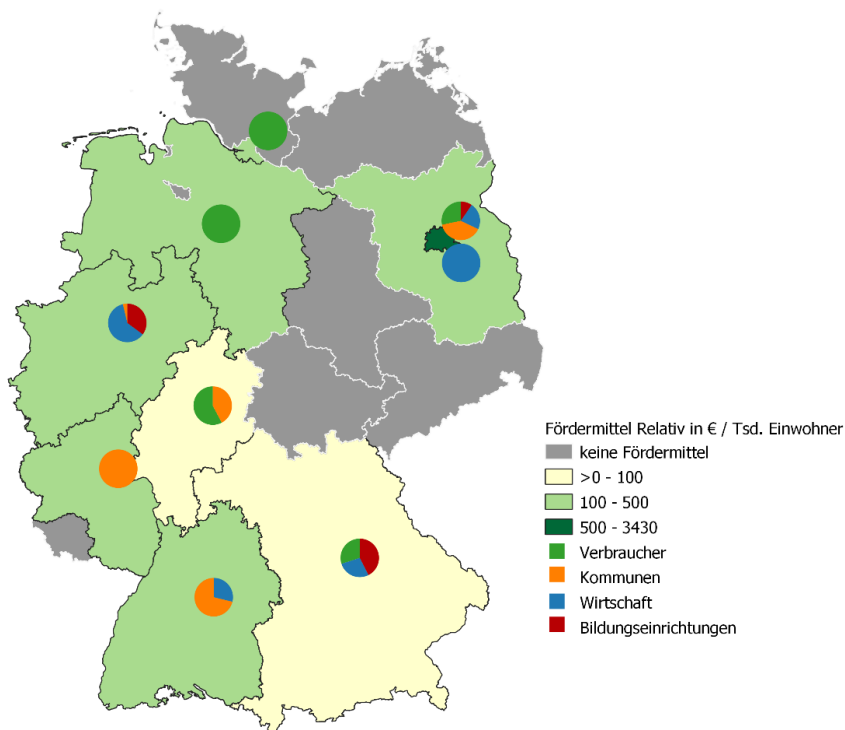 Fördermittel Relativ in € / Tsd. Einwohner
keine Fördermittel
>0 - 100
100 - 500
500 - 3430
Verbraucher
Kommunen
Wirtschaft
Bildungseinrichtungen